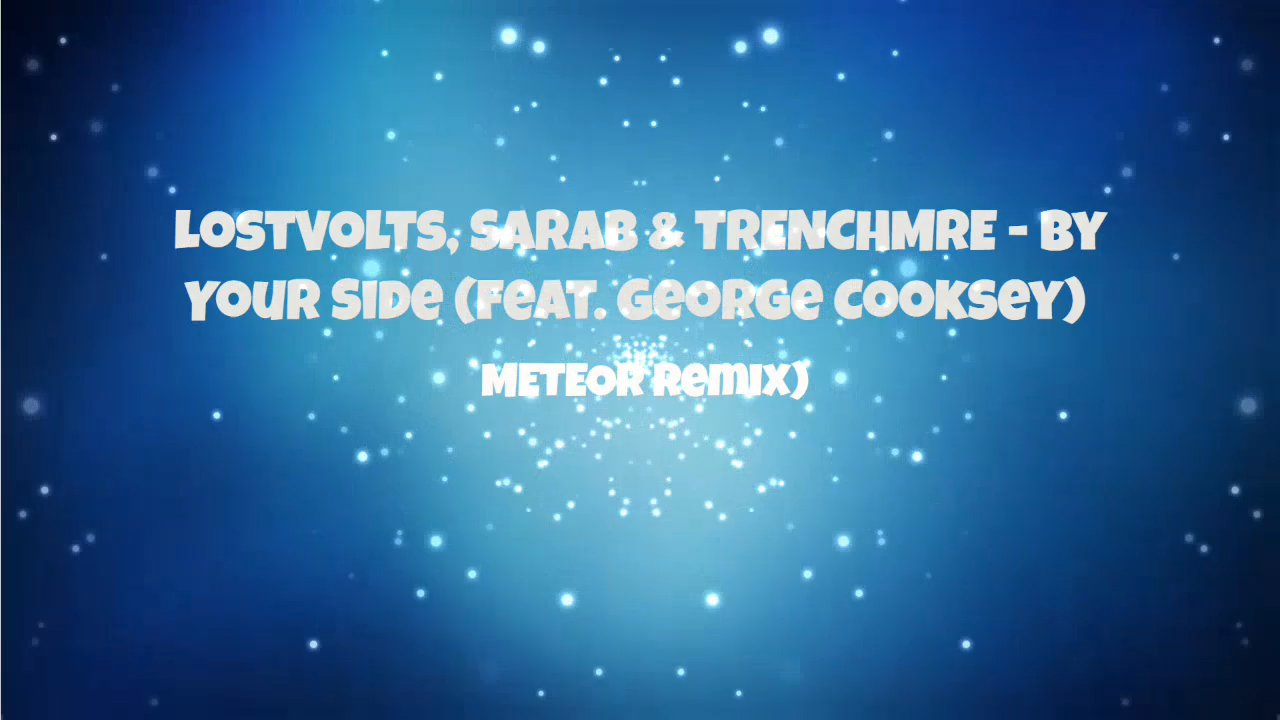 LOSTVOLTS, SARAB & TRENCHMRE - BY
YOUR SIDE (FEAT. GEORGE COOKSEY)
METEOR REMIX)